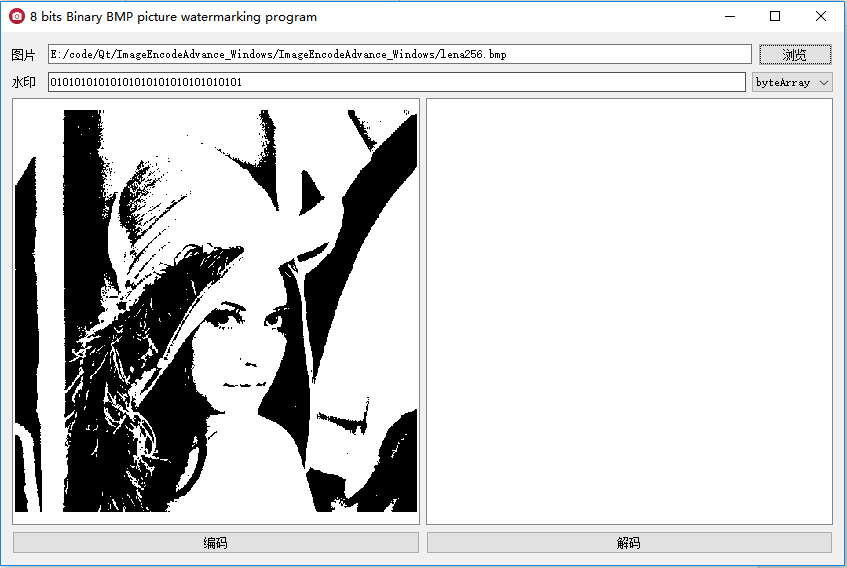 8 bits Binary BMP picture watermarking program
图片 E:/code/Qt/ImageEncodeAdvance_Windows/ImageEncodeAdvance_Windows/lena256.bmp 浏览
水印 01010101010101010101010101010101 byteArray
编码 解码